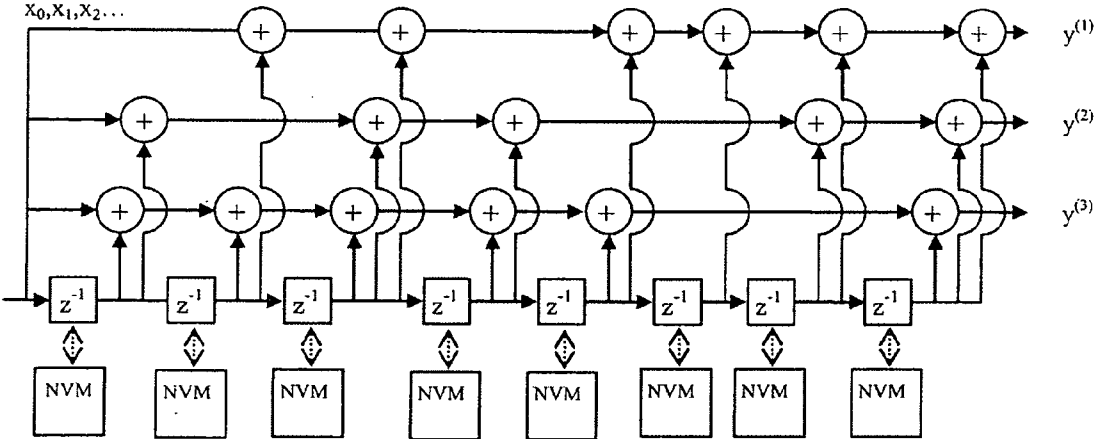 x₀,x₁,x₂...
+ + + + + +
y⁽¹⁾
+ + + + +
y⁽²⁾
+ + + + + +
y⁽³⁾
z⁻¹ z⁻¹ z⁻¹ z⁻¹ z⁻¹ z⁻¹ z⁻¹ z⁻¹
NVM NVM NVM NVM NVM NVM NVM NVM